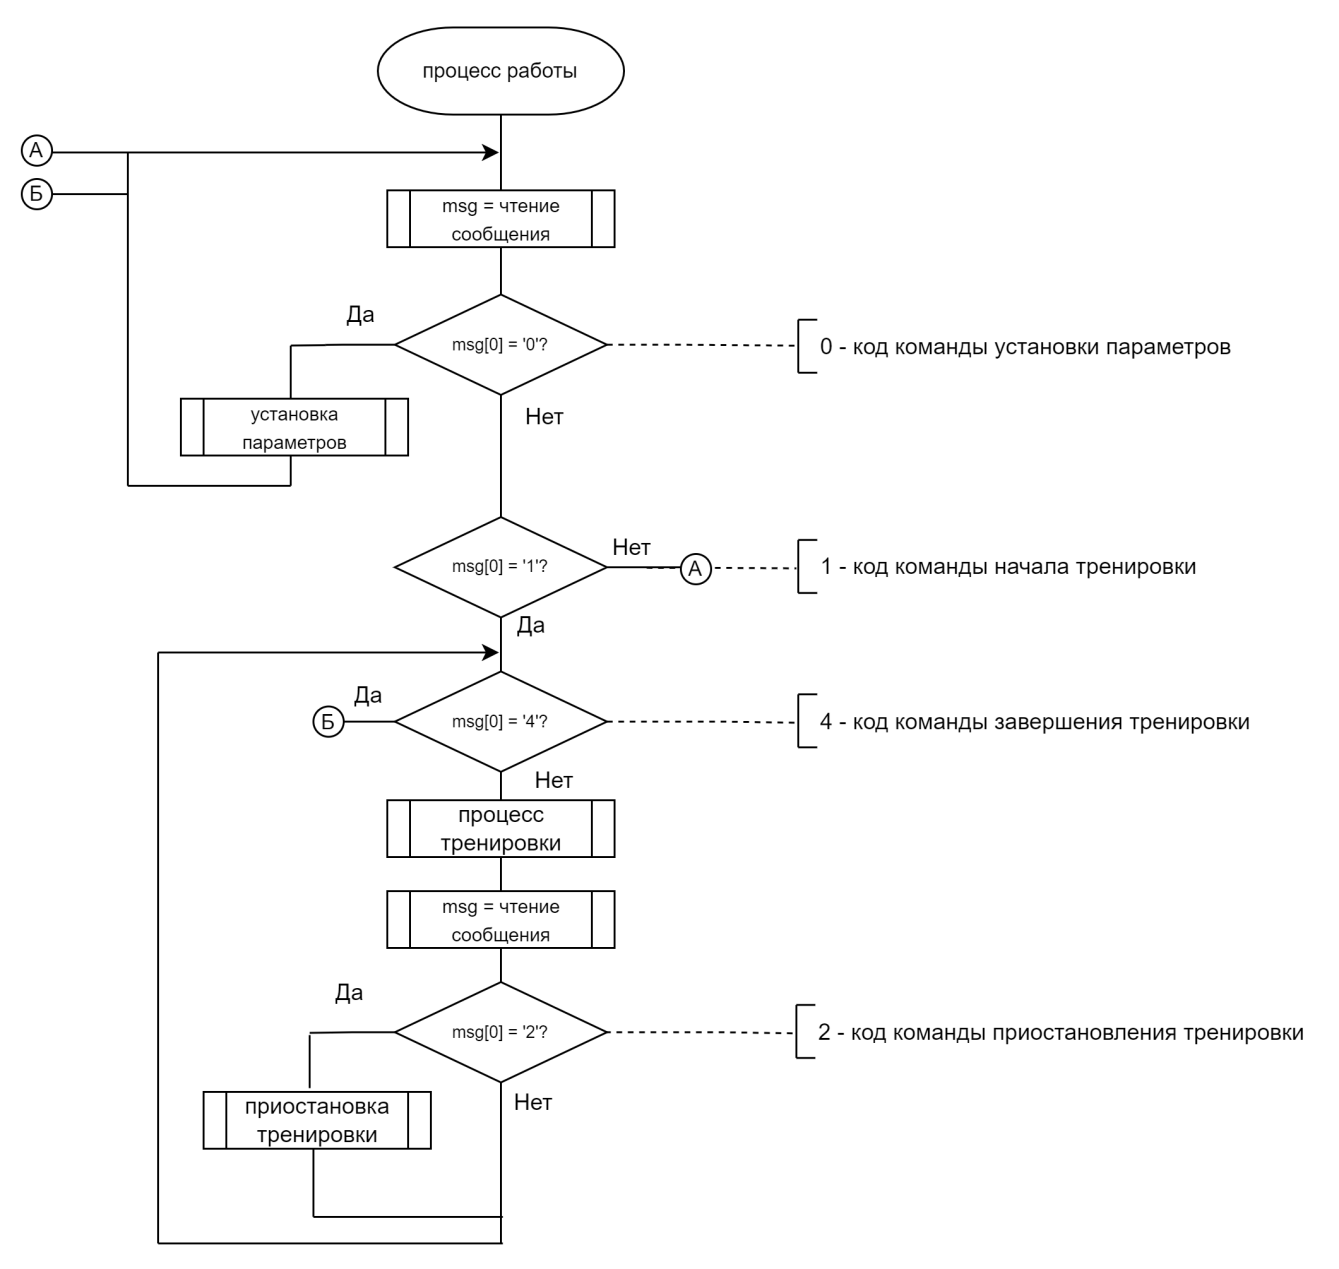 процесс работы
А
Б
msg = чтение
сообщения
Да
msg[0] = '0'?
0 - код команды установки параметров
установка
параметров
Нет
msg[0] = '1'?
Нет
А
1 - код команды начала тренировки
Да
Да
Б
msg[0] = '4'?
4 - код команды завершения тренировки
Нет
процесс
тренировки
msg = чтение
сообщения
Да
msg[0] = '2'?
2 - код команды приостановления тренировки
Нет
приостановка
тренировки